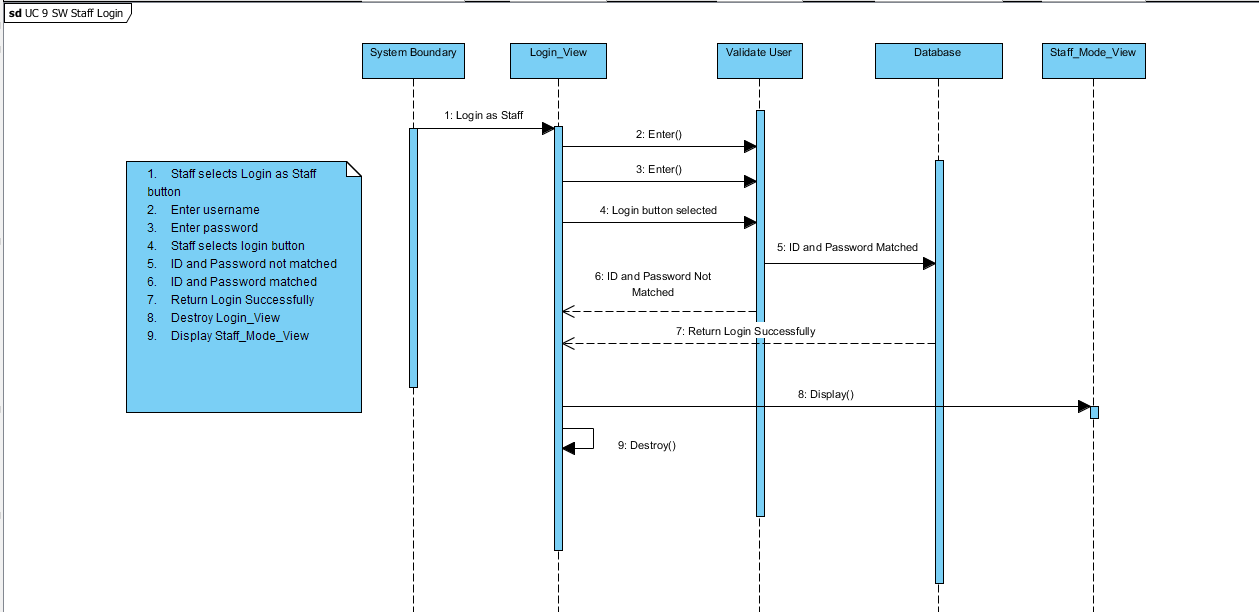 sd UC 9 SW Staff Login
System Boundary
Login_View
Validate User
Database
Staff_Mode_View
1: Login as Staff
2: Enter()
3: Enter()
4: Login button selected
5: ID and Password Matched
6: ID and Password Not
Matched
7: Return Login Successfully
8: Display()
9: Destroy()
1. Staff selects Login as Staff
button
2. Enter username
3. Enter password
4. Staff selects login button
5. ID and Password not matched
6. ID and Password matched
7. Return Login Successfully
8. Destroy Login_View
9. Display Staff_Mode_View